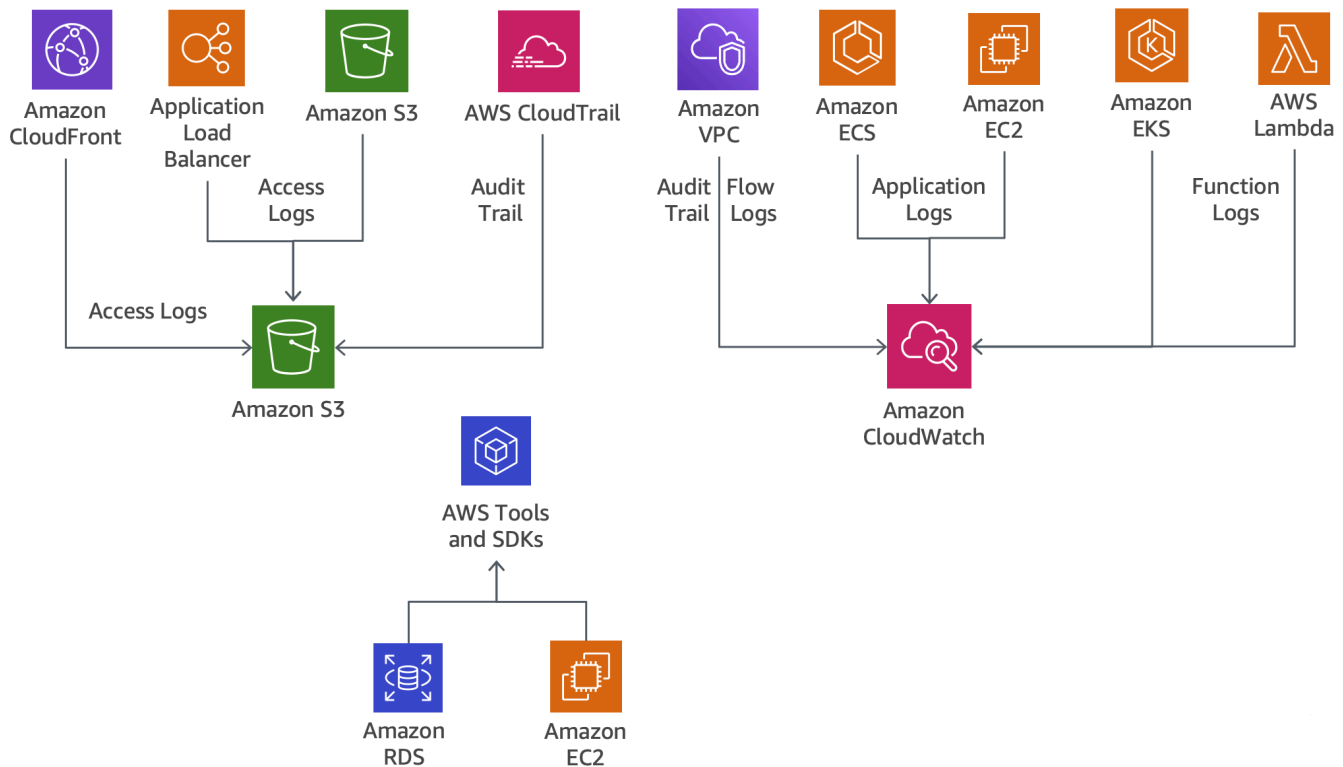 Amazon
CloudFront
Application
Load
Balancer
Amazon S3
AWS CloudTrail
Amazon
VPC
Amazon
ECS
Amazon
EC2
Amazon
EKS
AWS
Lambda
Access
Logs
Audit
Trail
Audit
Trail
Flow
Logs
Application
Logs
Function
Logs
Access Logs
Amazon S3
Amazon
CloudWatch
K
AWS Tools
and SDKs
Amazon
RDS
Amazon
EC2